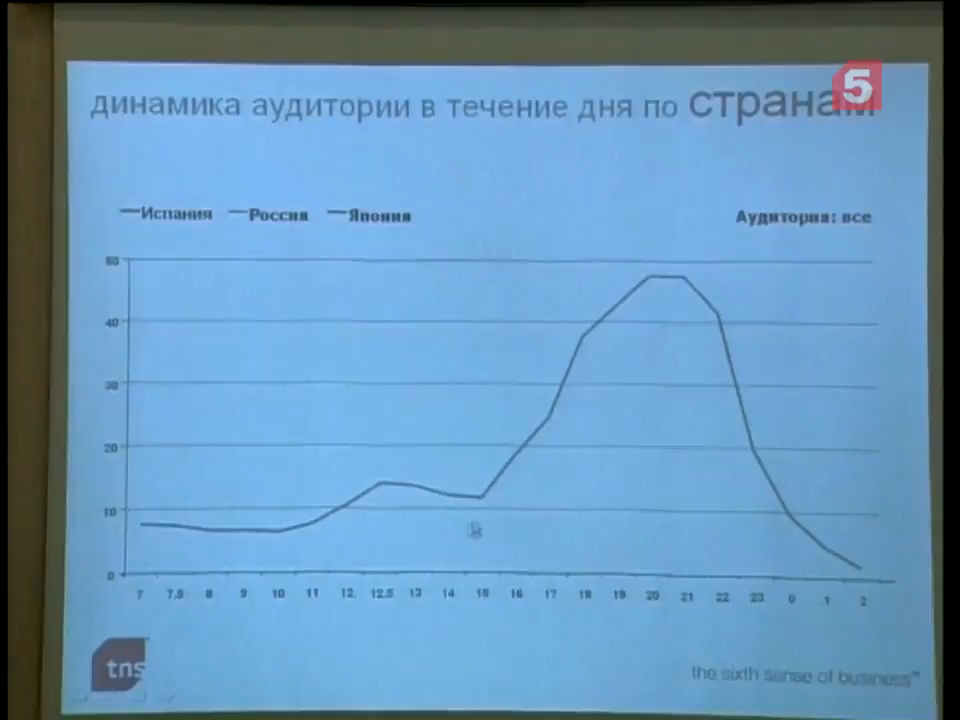 динамика аудитории в течение дня по странам
5
Испания Россия Япония
Аудитория: все
50
40
30
20
10
0
7 7,5 8 9 10 11 12 12,5 13 14 15 16 17 18 19 20 21 22 23 0 1 2
tns
the sixth sense of business™